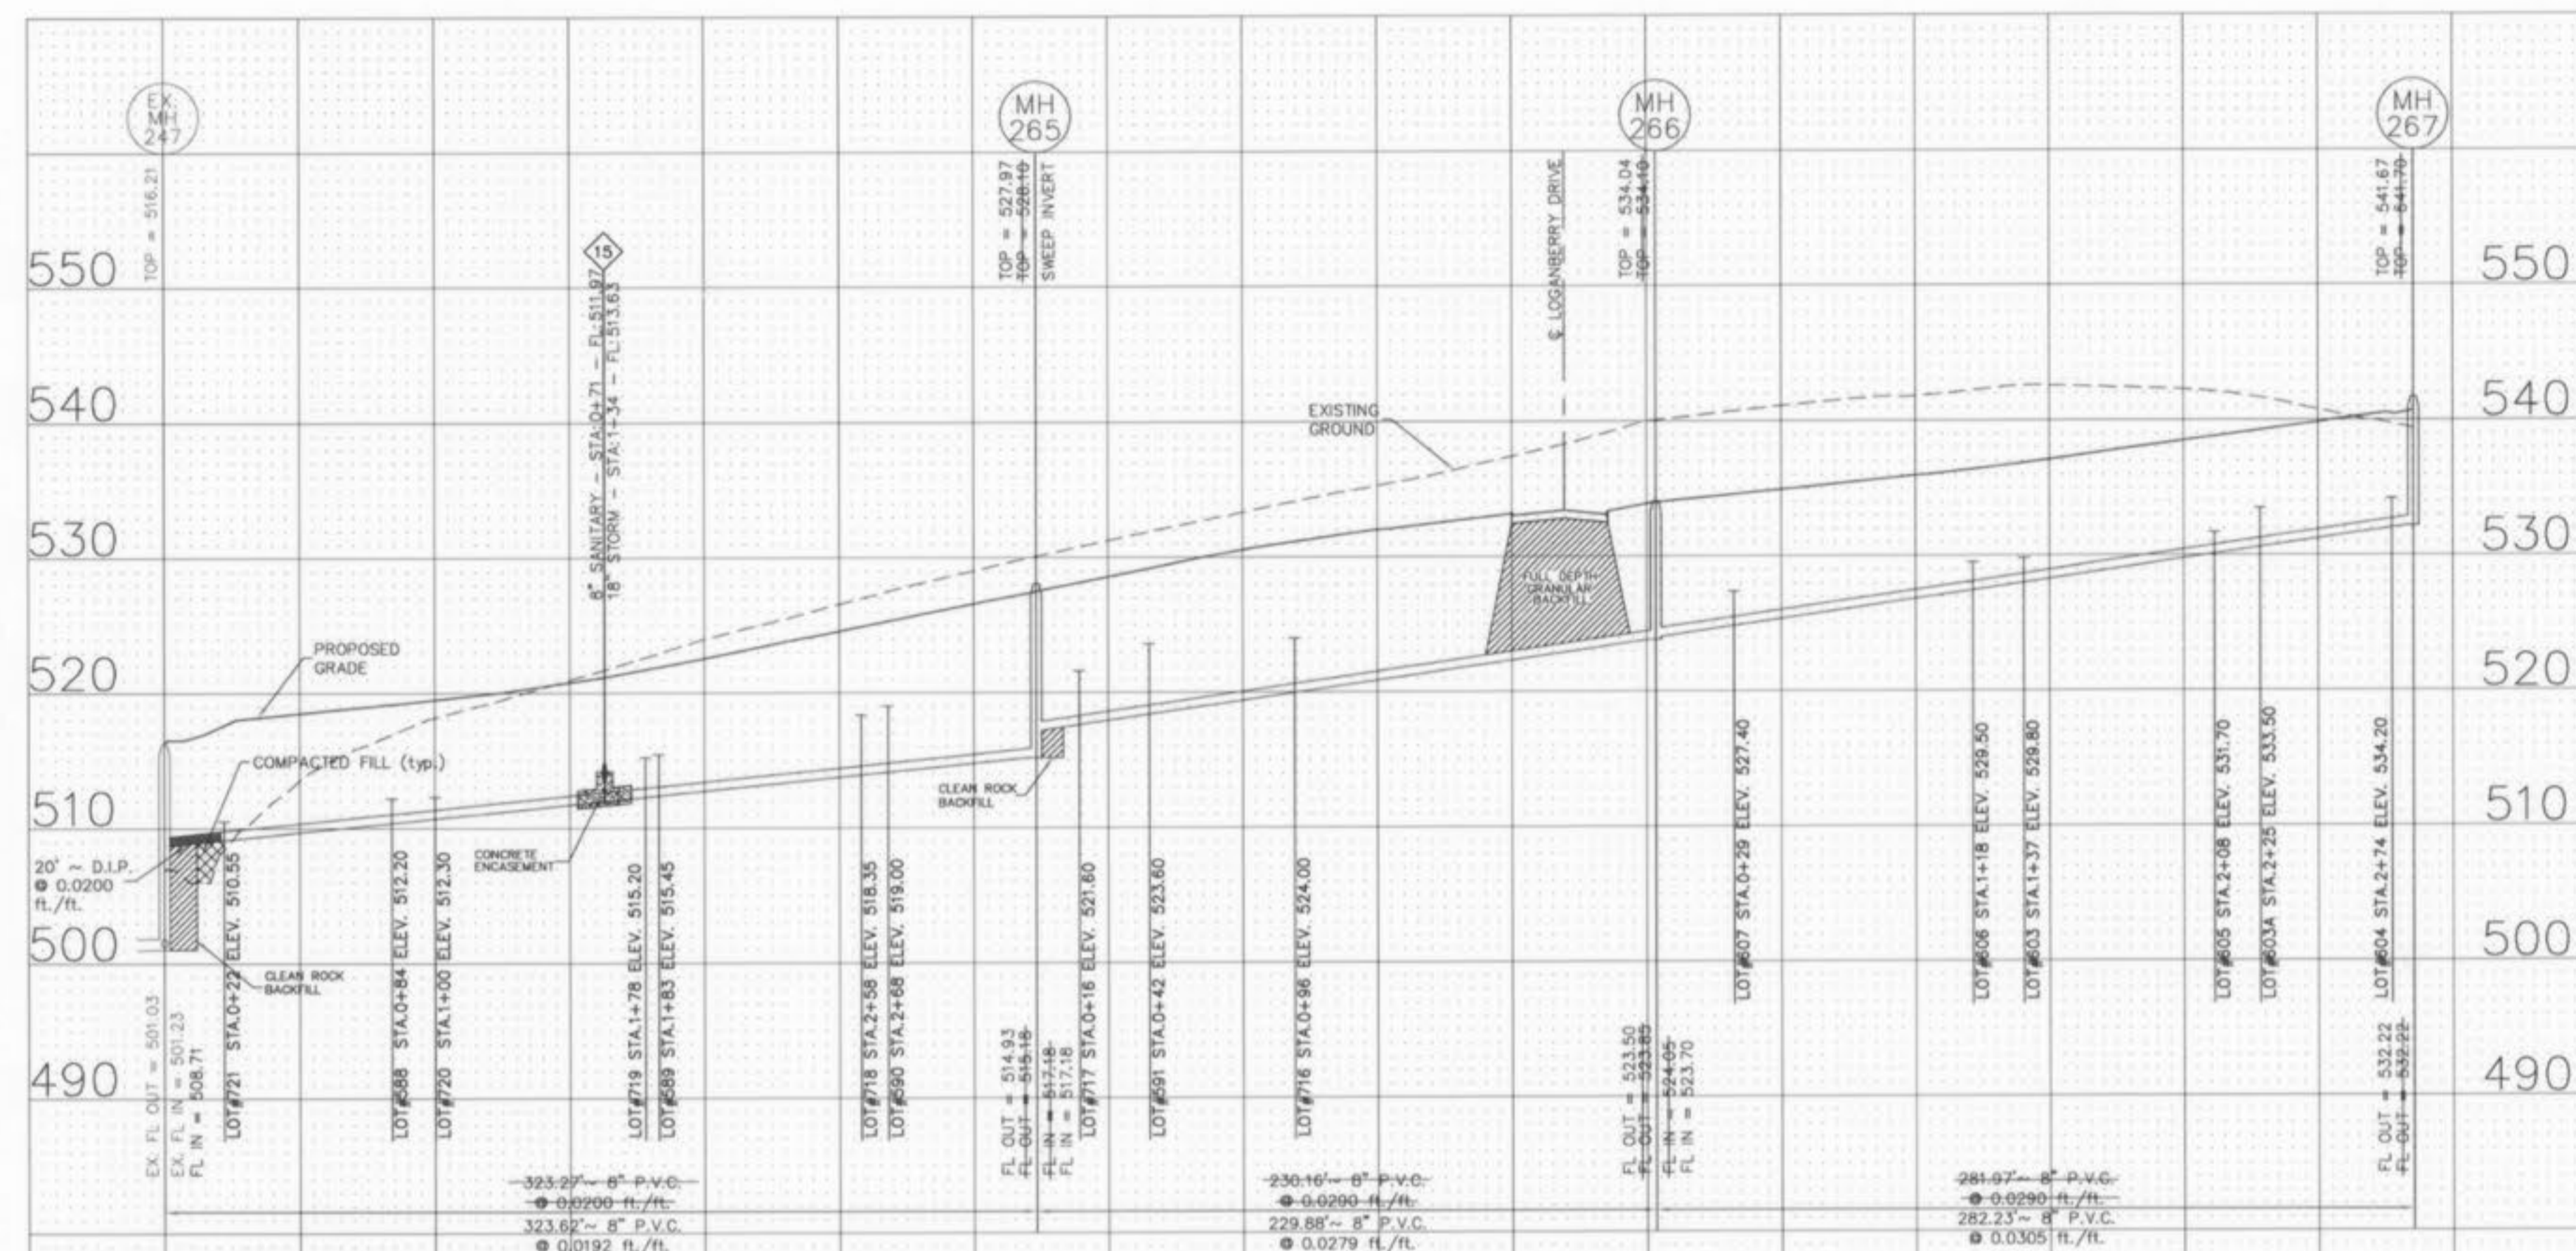 EX.
MH
247
MH
265
MH
266
MH
267
TOP = 516.21
TOP = 527.97
TOP = 528.10
SWEEP INVERT
℄ LOGANBERRY DRIVE
TOP = 534.04
TOP = 534.10
TOP = 541.67
TOP = 541.70
15
8" SANITARY - STA:0+71 - FL:511.97
18" STORM - STA:1+34 - FL:513.63
550
550
540
540
530
530
520
520
510
510
500
500
490
490
EXISTING
GROUND
PROPOSED
GRADE
FULL DEPTH
GRANULAR
BACKFILL
COMPACTED FILL (typ.)
CLEAN ROCK
BACKFILL
CONCRETE
ENCASEMENT
20' ~ D.I.P.
@ 0.0200
ft./ft.
CLEAN ROCK
BACKFILL
LOT#721 STA.0+22 ELEV. 510.55
LOT#588 STA.0+84 ELEV. 512.20
LOT#720 STA.1+00 ELEV. 512.30
LOT#719 STA.1+78 ELEV. 515.20
LOT#589 STA.1+83 ELEV. 515.45
LOT#718 STA.2+58 ELEV. 518.35
LOT#590 STA.2+68 ELEV. 519.00
LOT#717 STA.0+16 ELEV. 521.60
LOT#591 STA.0+42 ELEV. 523.60
LOT#716 STA.0+96 ELEV. 524.00
LOT#607 STA.0+29 ELEV. 527.40
LOT#606 STA.1+18 ELEV. 529.50
LOT#603 STA.1+37 ELEV. 529.80
LOT#605 STA.2+08 ELEV. 531.70
LOT#603A STA.2+25 ELEV. 533.50
LOT#604 STA.2+74 ELEV. 534.20
EX. FL OUT = 501.03
EX. FL IN = 501.23
FL IN = 508.71
FL OUT = 514.93
FL OUT = 515.18
FL IN = 517.18
FL IN = 517.18
FL OUT = 523.50
FL OUT = 523.85
FL IN = 524.05
FL IN = 523.70
FL OUT = 532.22
FL OUT = 532.22
323.27'~ 8" P.V.C.
@ 0.0200 ft./ft.
323.62'~ 8" P.V.C.
@ 0.0192 ft./ft.
230.16'~ 8" P.V.C.
@ 0.0290 ft./ft.
229.88'~ 8" P.V.C.
@ 0.0279 ft./ft.
281.97'~ 8" P.V.C.
@ 0.0290 ft./ft.
282.23'~ 8" P.V.C.
@ 0.0305 ft./ft.